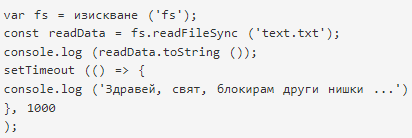 var fs = изискване ('fs');
const readData = fs.readFileSync ('text.txt');
console.log (readData.toString ());
setTimeout (() => {
console.log ('Здравей, свят, блокирам други нишки ...')
}, 1000
);